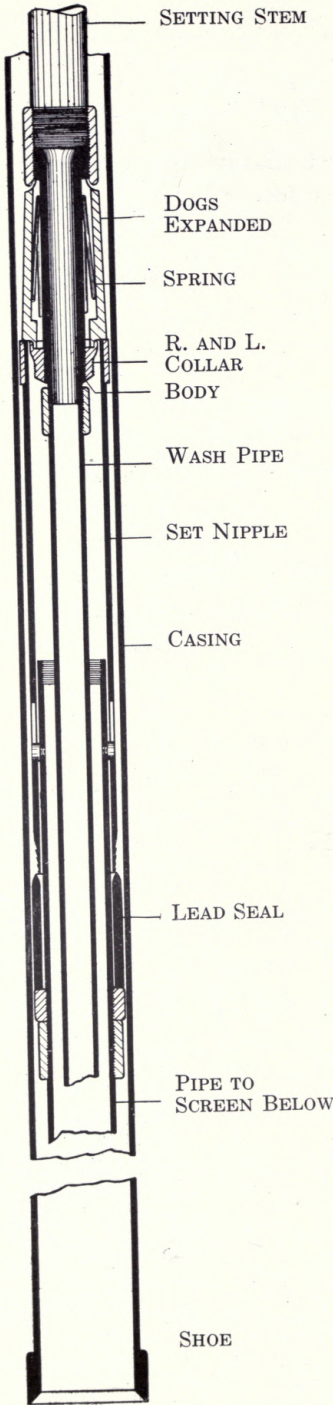 SETTING STEM
DOGS
EXPANDED
SPRING
R. AND L.
COLLAR
BODY
WASH PIPE
SET NIPPLE
CASING
LEAD SEAL
PIPE TO
SCREEN BELOW
SHOE